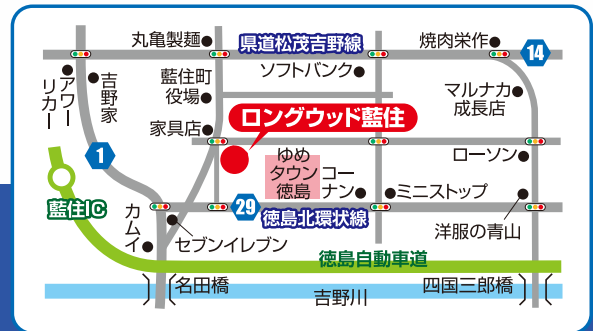 丸亀製麺
県道松茂吉野線
焼肉栄作
14
アワー
リカー
吉野家
藍住町
役場
ソフトバンク
マルナカ
成長店
家具店
ロングウッド藍住
1
ゆめ
タウン
徳島
コー
ナン
ローソン
藍住IC
カムイ
29
徳島北環状線
ミニストップ
セブンイレブン
洋服の青山
徳島自動車道
名田橋
吉野川
四国三郎橋